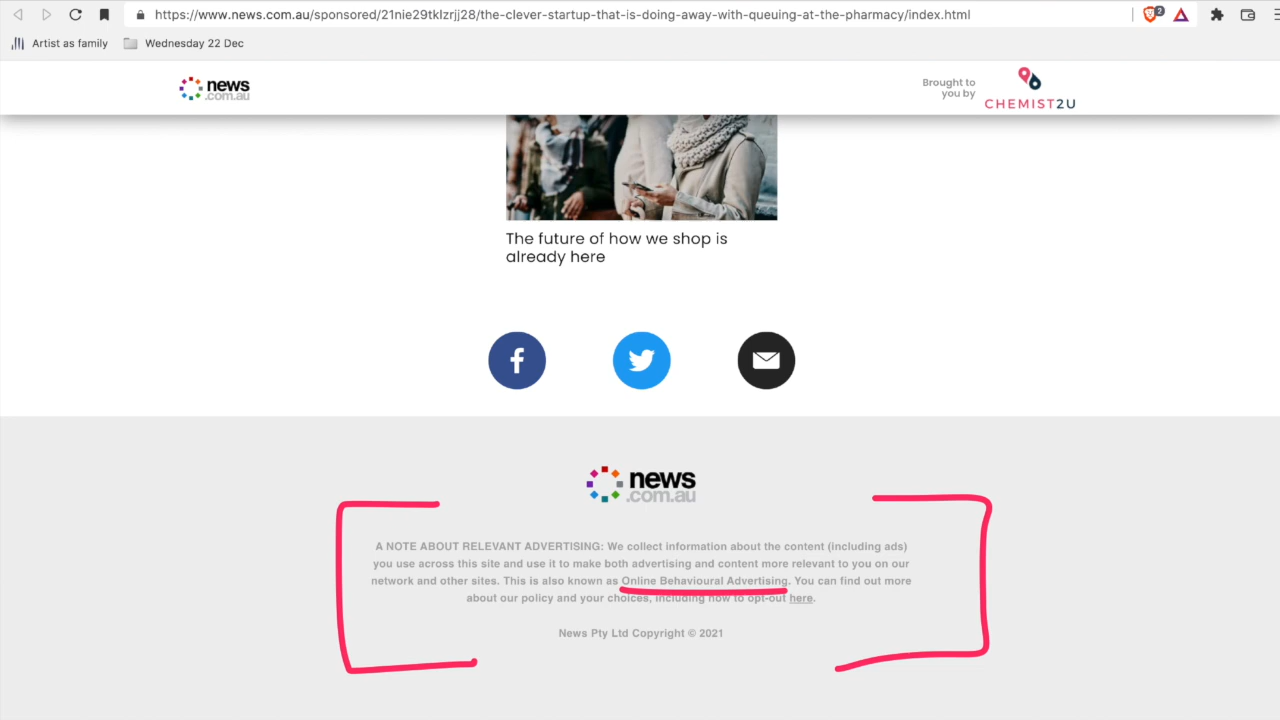 https://www.news.com.au/sponsored/21nie29tklzrjj28/the-clever-startup-that-is-doing-away-with-queuing-at-the-pharmacy/index.html
2
Artist as family
Wednesday 22 Dec
news
.com.au
Brought to
you by
CHEMIST2U
The future of how we shop is
already here
news
.com.au
A NOTE ABOUT RELEVANT ADVERTISING: We collect information about the content (including ads)
you use across this site and use it to make both advertising and content more relevant to you on our
network and other sites. This is also known as Online Behavioural Advertising. You can find out more
about our policy and your choices, including how to opt-out here.
News Pty Ltd Copyright © 2021